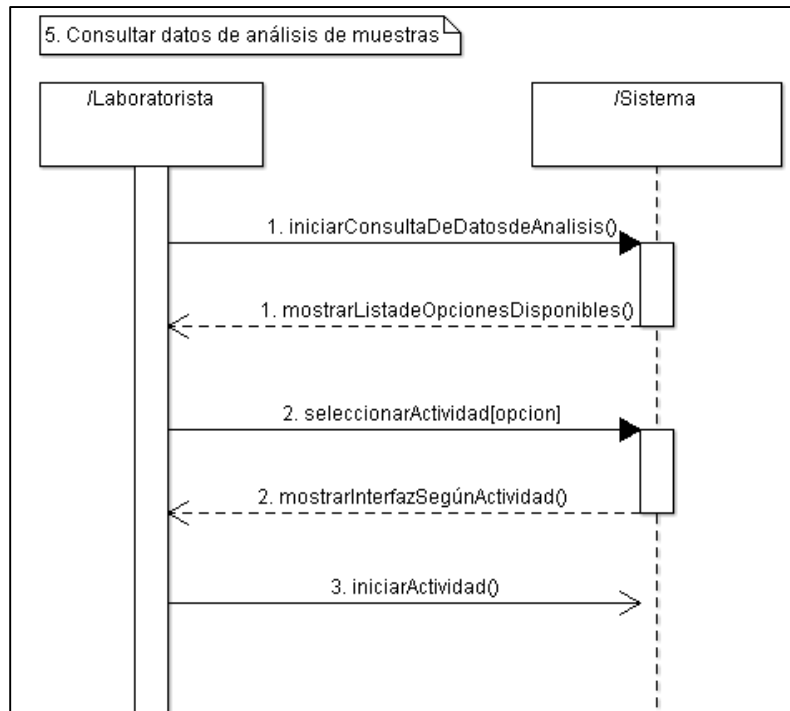 5. Consultar datos de análisis de muestras
/Laboratorista
/Sistema
1. iniciarConsultaDeDatosdeAnalisis()
1. mostrarListadeOpcionesDisponibles()
2. seleccionarActividad[opcion]
2. mostrarInterfazSegúnActividad()
3. iniciarActividad()